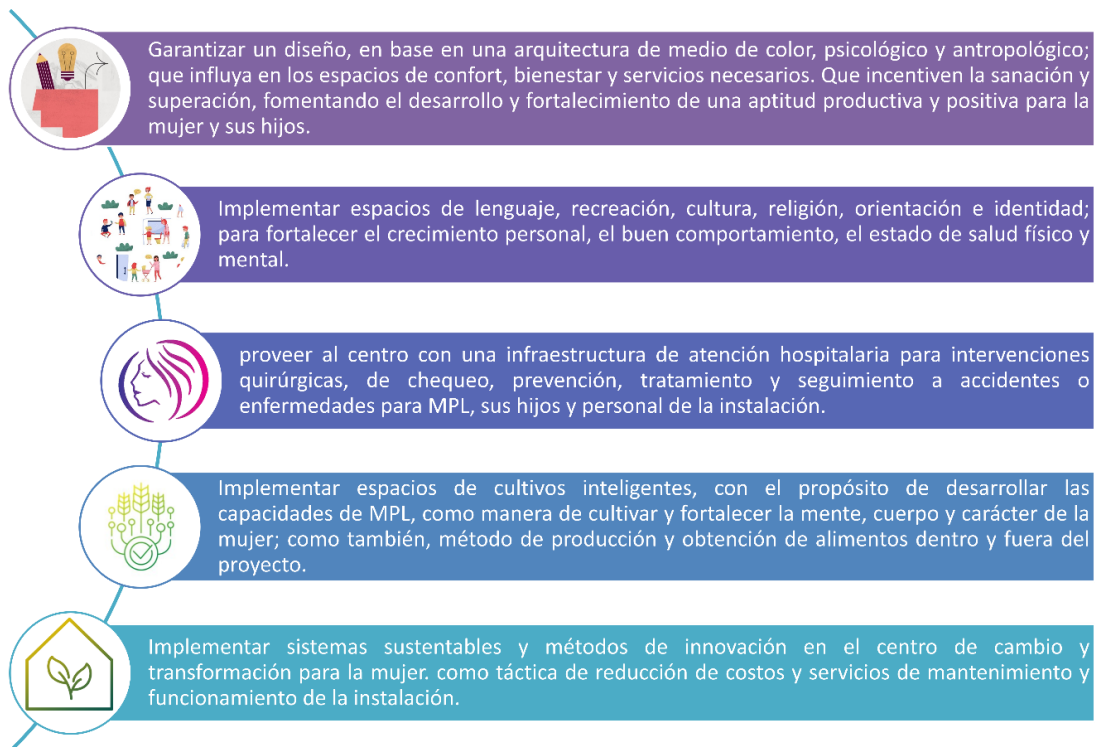 Garantizar un diseño, en base en una arquitectura de medio de color, psicológico y antropológico;
que influya en los espacios de confort, bienestar y servicios necesarios. Que incentiven la sanación y
superación, fomentando el desarrollo y fortalecimiento de una aptitud productiva y positiva para la
mujer y sus hijos.
Implementar espacios de lenguaje, recreación, cultura, religión, orientación e identidad;
para fortalecer el crecimiento personal, el buen comportamiento, el estado de salud físico y
mental.
proveer al centro con una infraestructura de atención hospitalaria para intervenciones
quirúrgicas, de chequeo, prevención, tratamiento y seguimiento a accidentes o
enfermedades para MPL, sus hijos y personal de la instalación.
Implementar espacios de cultivos inteligentes, con el propósito de desarrollar las
capacidades de MPL, como manera de cultivar y fortalecer la mente, cuerpo y carácter de la
mujer; como también, método de producción y obtención de alimentos dentro y fuera del
proyecto.
Implementar sistemas sustentables y métodos de innovación en el centro de cambio y
transformación para la mujer. como táctica de reducción de costos y servicios de mantenimiento y
funcionamiento de la instalación.